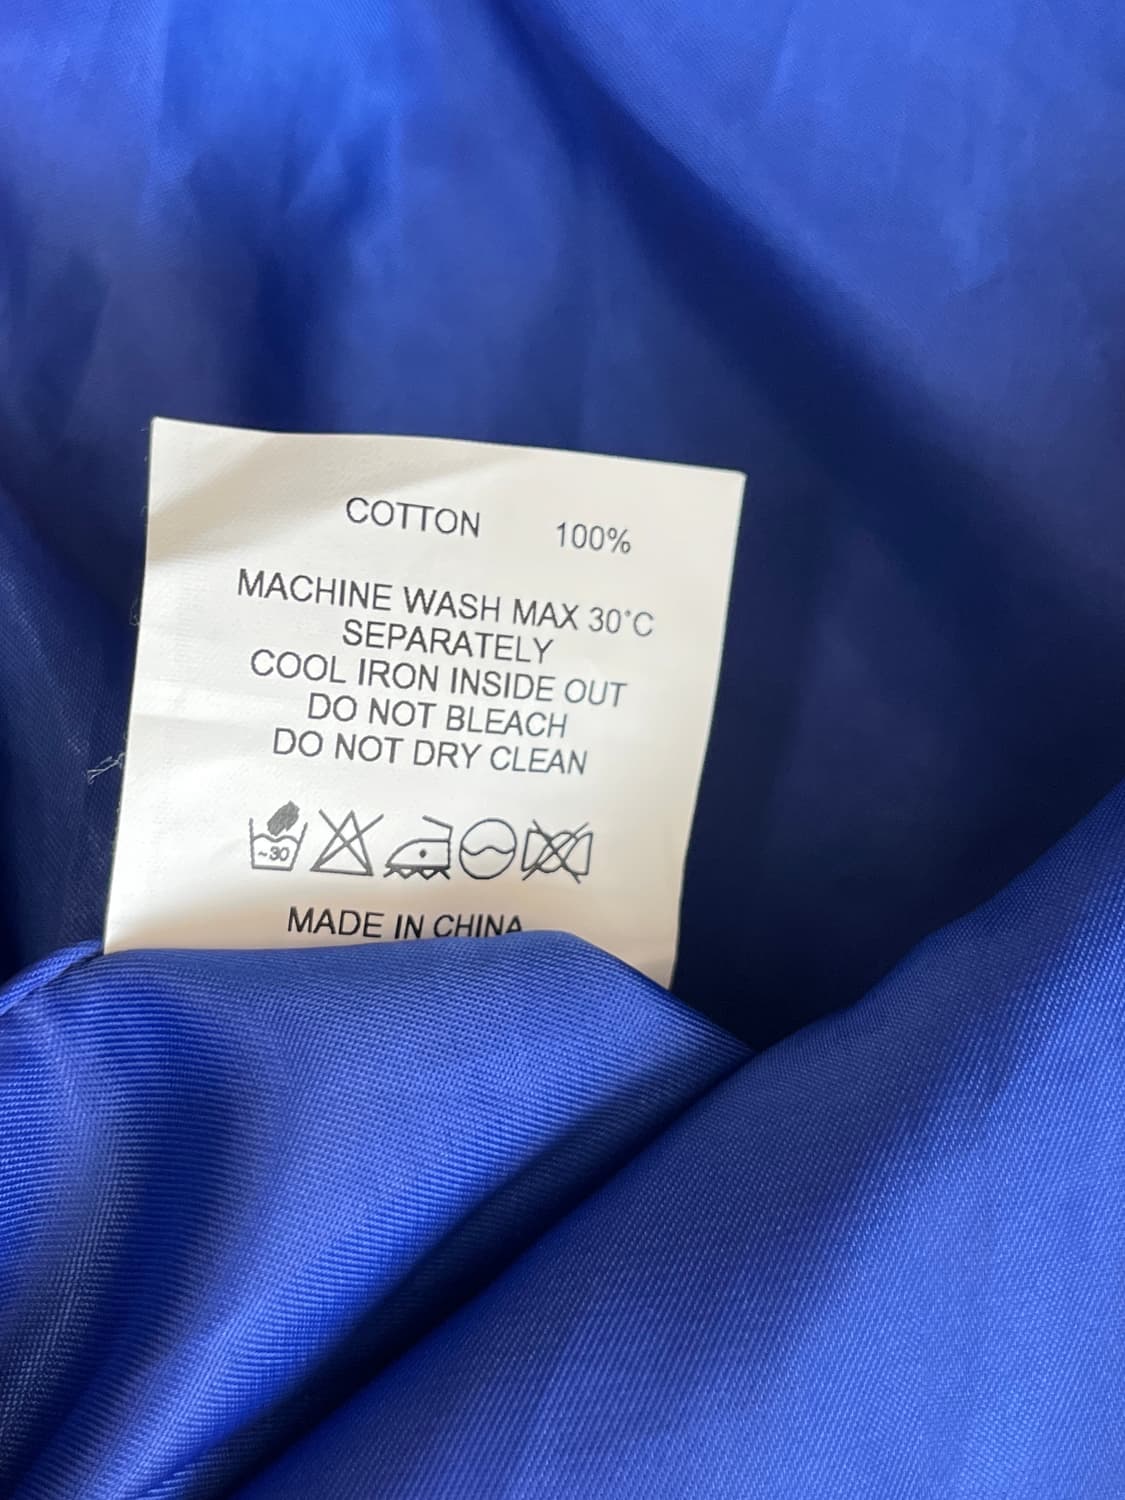 COTTON 100%
MACHINE WASH MAX 30°C
SEPARATELY
COOL IRON INSIDE OUT
DO NOT BLEACH
DO NOT DRY CLEAN
~30
MADE IN CHINA